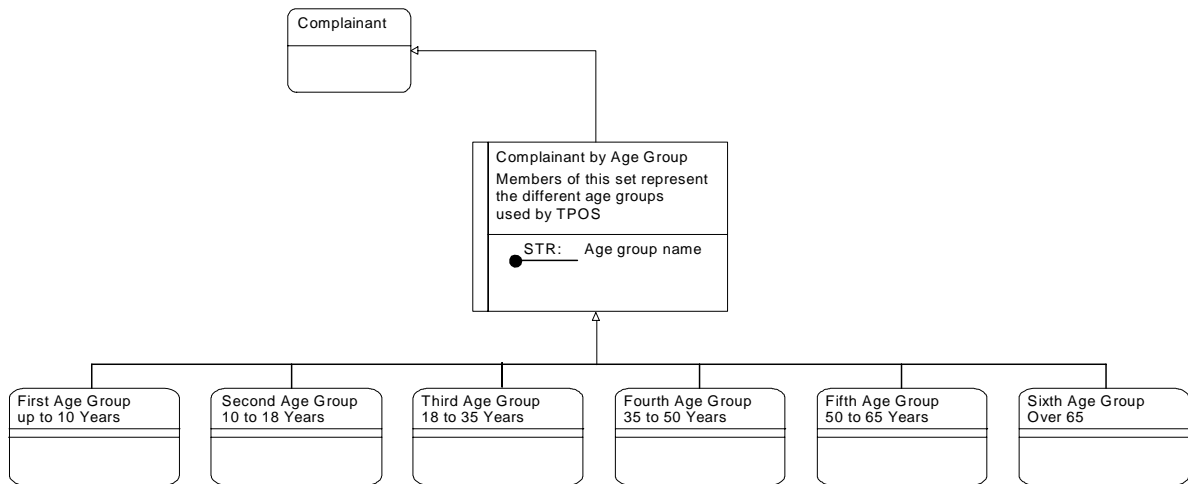 Complainant
Complainant by Age Group
Members of this set represent
the different age groups
used by TPOS
STR: Age group name
First Age Group
up to 10 Years
Second Age Group
10 to 18 Years
Third Age Group
18 to 35 Years
Fourth Age Group
35 to 50 Years
Fifth Age Group
50 to 65 Years
Sixth Age Group
Over 65